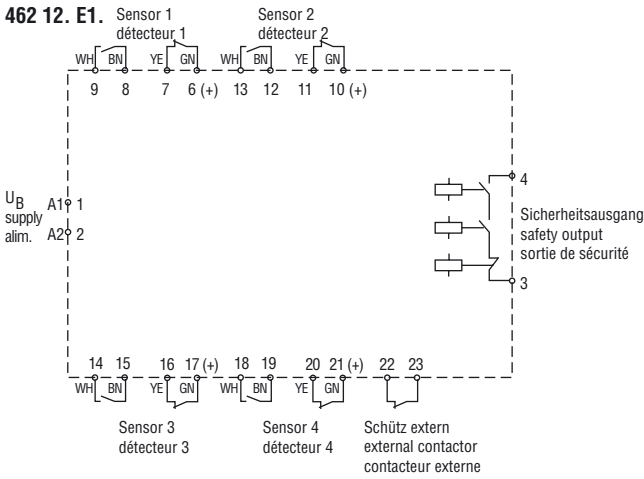 462 12. E1.
Sensor 1
détecteur 1
Sensor 2
détecteur 2
WH BN YE GN WH BN YE GN
9 8 7 6 (+) 13 12 11 10 (+)
4
UB
supply
alim.
A1 1
A2 2
Sicherheitsausgang
safety output
sortie de sécurité
3
14 15 16 17 (+) 18 19 20 21 (+) 22 23
WH BN YE GN WH BN YE GN
Sensor 3
détecteur 3
Sensor 4
détecteur 4
Schütz extern
external contactor
contacteur externe